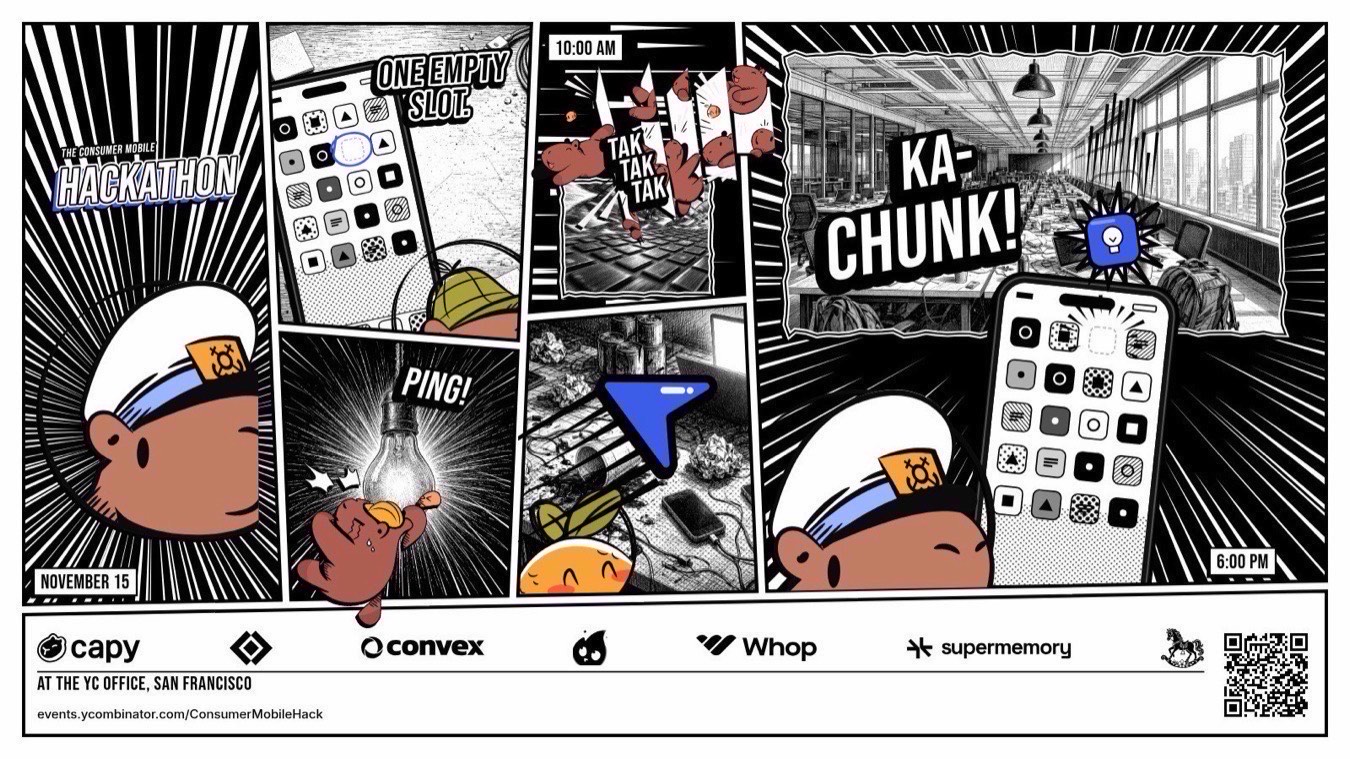 THE CONSUMER MOBILE
HACKATHON
NOVEMBER 15
ONE EMPTY
SLOT.
PING!
10:00 AM
TAK
TAK
TAK
KA-
CHUNK!
6:00 PM
capy
convex
Whop
supermemory
AT THE YC OFFICE, SAN FRANCISCO
events.ycombinator.com/ConsumerMobileHack